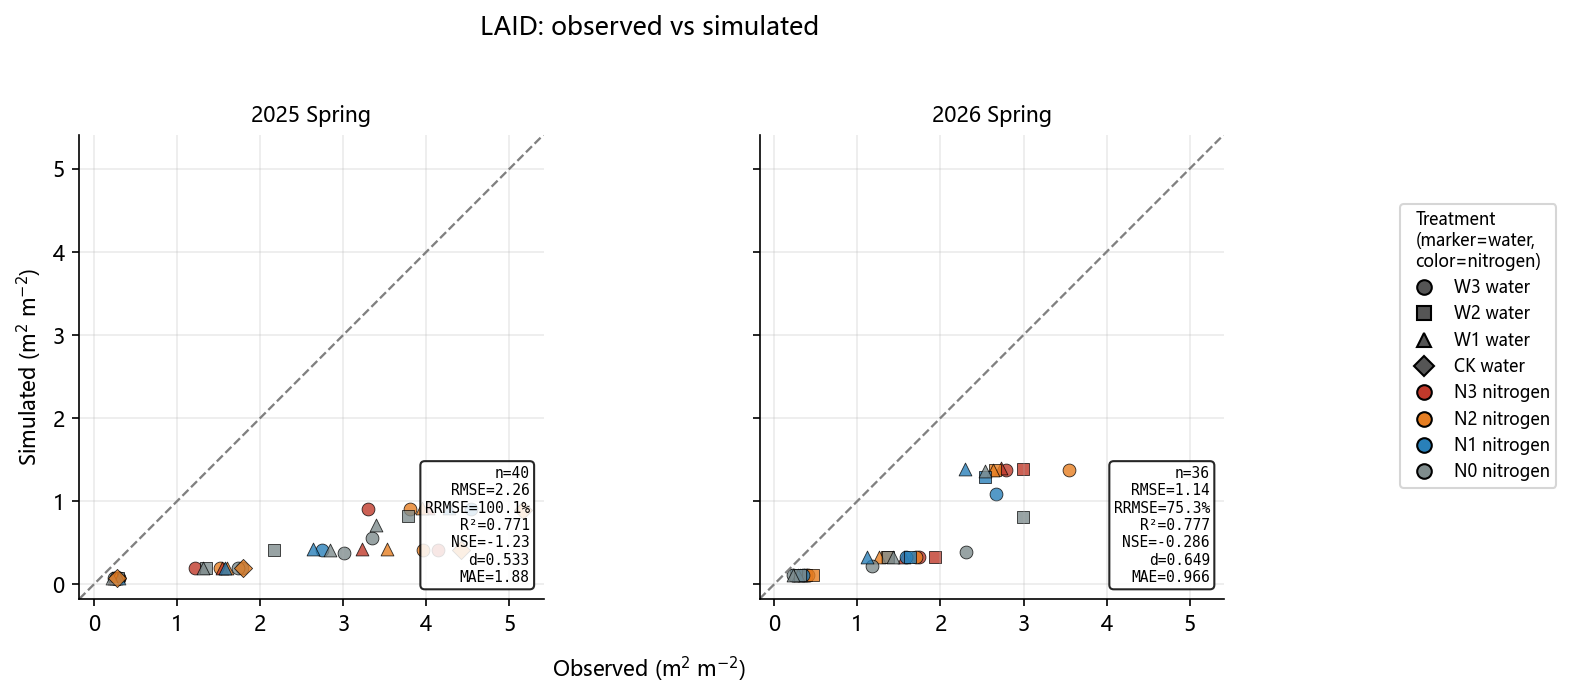 LAID: observed vs simulated
2025 Spring
2026 Spring
Simulated (m² m⁻²)
5
4
3
2
1
0
0 1 2 3 4 5
n=40
RMSE=2.26
RRMSE=100.1%
R²=0.771
NSE=-1.23
d=0.533
MAE=1.88
0 1 2 3 4 5
n=36
RMSE=1.14
RRMSE=75.3%
R²=0.777
NSE=-0.286
d=0.649
MAE=0.966
Observed (m² m⁻²)
Treatment
(marker=water,
color=nitrogen)
W3 water
W2 water
W1 water
CK water
N3 nitrogen
N2 nitrogen
N1 nitrogen
N0 nitrogen